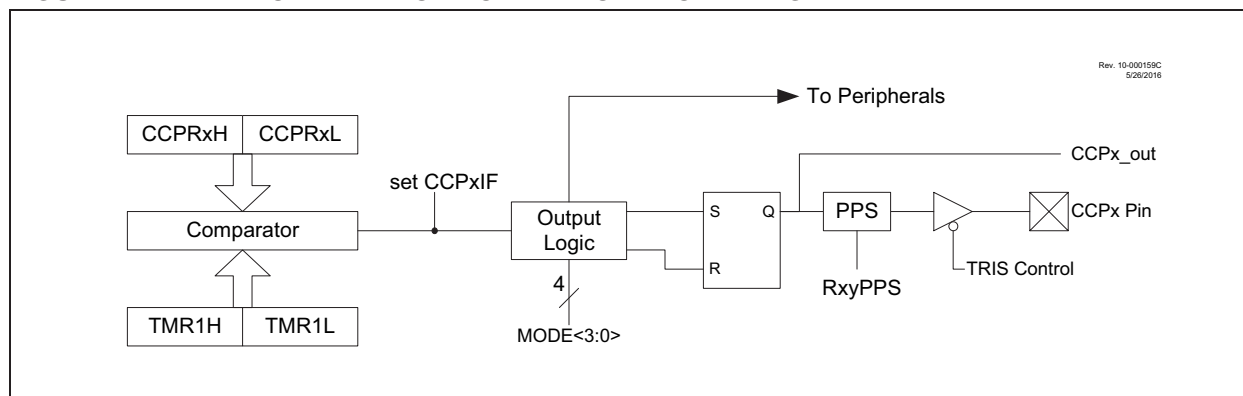 Rev. 10-000159C
5/26/2016
To Peripherals
CCPRxH CCPRxL
CCPx_out
set CCPxIF
Comparator
Output
Logic
S Q
R
PPS
CCPx Pin
TRIS Control
RxyPPS
4
TMR1H TMR1L
MODE<3:0>